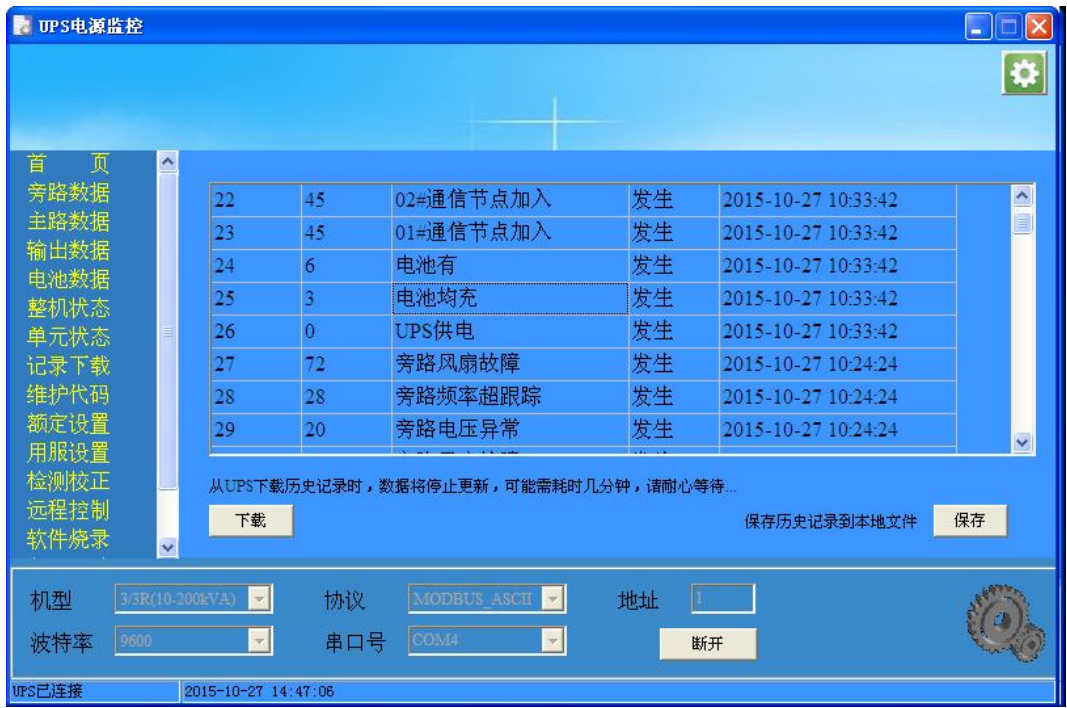 UPS电源监控
首 页
旁路数据
主路数据
输出数据
电池数据
整机状态
单元状态
记录下载
维护代码
额定设置
用服设置
检测校正
远程控制
软件烧录
22 45 02#通信节点加入 发生 2015-10-27 10:33:42
23 45 01#通信节点加入 发生 2015-10-27 10:33:42
24 6 电池有 发生 2015-10-27 10:33:42
25 3 电池均充 发生 2015-10-27 10:33:42
26 0 UPS供电 发生 2015-10-27 10:33:42
27 72 旁路风扇故障 发生 2015-10-27 10:24:24
28 28 旁路频率超跟踪 发生 2015-10-27 10:24:24
29 20 旁路电压异常 发生 2015-10-27 10:24:24
从UPS下载历史记录时，数据将停止更新，可能需耗时几分钟，请耐心等待...
下载 保存历史记录到本地文件 保存
机型 3/3R(10-200kVA) 协议 MODBUS_ASCII 地址 1
波特率 9600 串口号 COM4 断开
UPS已连接 2015-10-27 14:47:06